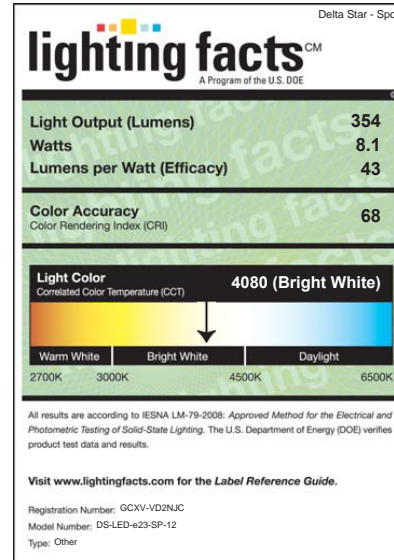 Delta Star - Spo
lighting facts CM
A Program of the U.S. DOE
Light Output (Lumens) 354
Watts 8.1
Lumens per Watt (Efficacy) 43
Color Accuracy 68
Color Rendering Index (CRI)
Light Color 4080 (Bright White)
Correlated Color Temperature (CCT)
Warm White Bright White Daylight
2700K 3000K 4500K 6500K
All results are according to IESNA LM-79-2008: Approved Method for the Electrical and
Photometric Testing of Solid-State Lighting. The U.S. Department of Energy (DOE) verifies
product test data and results.
Visit www.lightingfacts.com for the Label Reference Guide.
Registration Number: GCXV-VD2NJC
Model Number: DS-LED-e23-SP-12
Type: Other